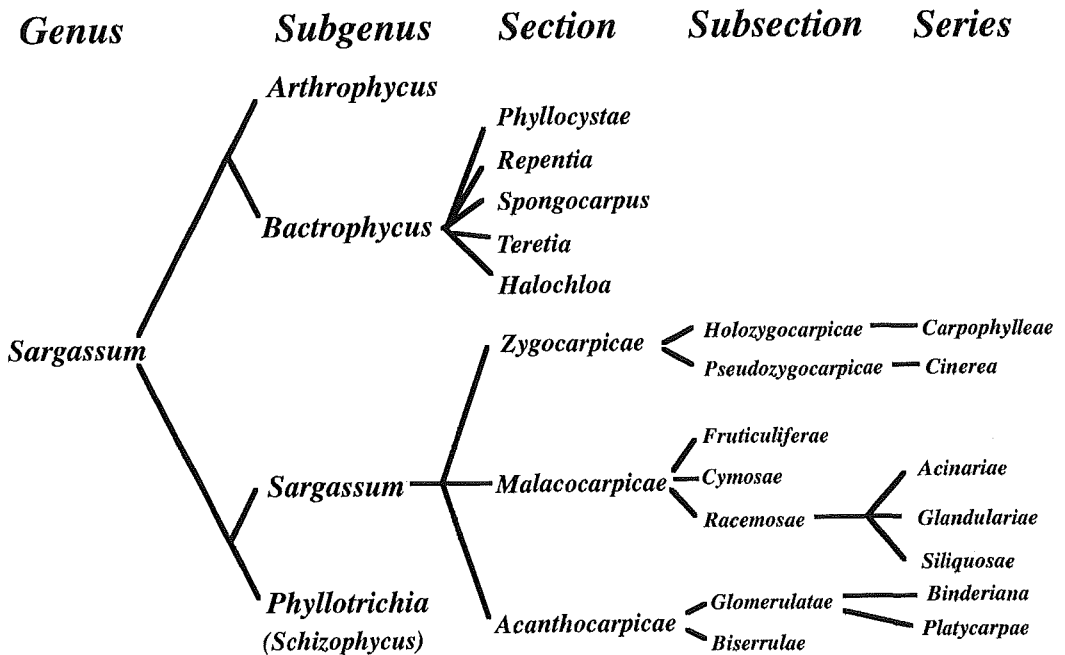 Genus Subgenus Section Subsection Series
Arthrophycus
Phyllocystae
Repentia
Spongocarpus
Bactrophycus
Teretia
Halochloa
Holozygocarpicae Carpophylleae
Sargassum Zygocarpicae
Pseudozygocarpicae Cinerea
Fruticuliferae
Acinariae
Cymosae
Sargassum Malacocarpicae
Racemosae Glandulariae
Siliquosae
Phyllotrichia Glomerulatae Binderiana
Acanthocarpicae Platycarpae
(Schizophycus) Biserrulae